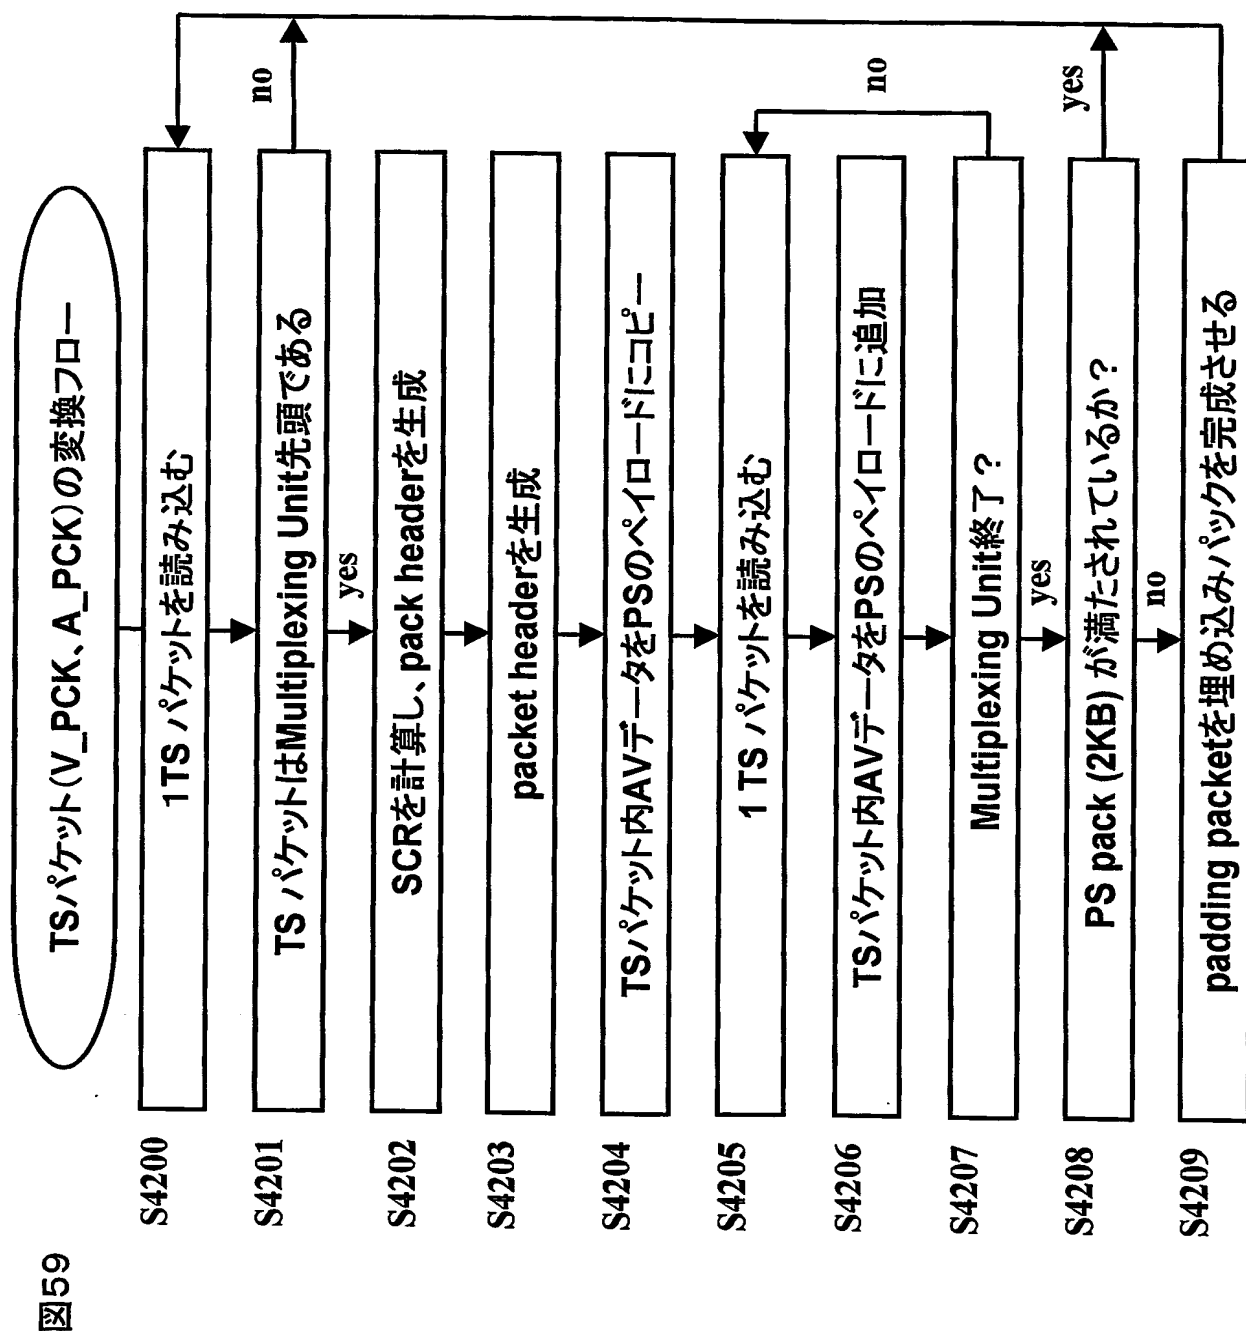 図59
TSパケット(V_PCK、A_PCK)の変換フロー
S4200
1TS パケットを読み込む
S4201
TS パケットはMultiplexing Unit先頭である
no
yes
S4202
SCRを計算し、pack headerを生成
S4203
packet headerを生成
S4204
TSパケット内AVデータをPSのペイロードにコピー
S4205
1 TS パケットを読み込む
S4206
TSパケット内AVデータをPSのペイロードに追加
S4207
Multiplexing Unit終了?
no
yes
S4208
PS pack (2KB) が満たされているか?
yes
no
S4209
padding packetを埋め込みパックを完成させる